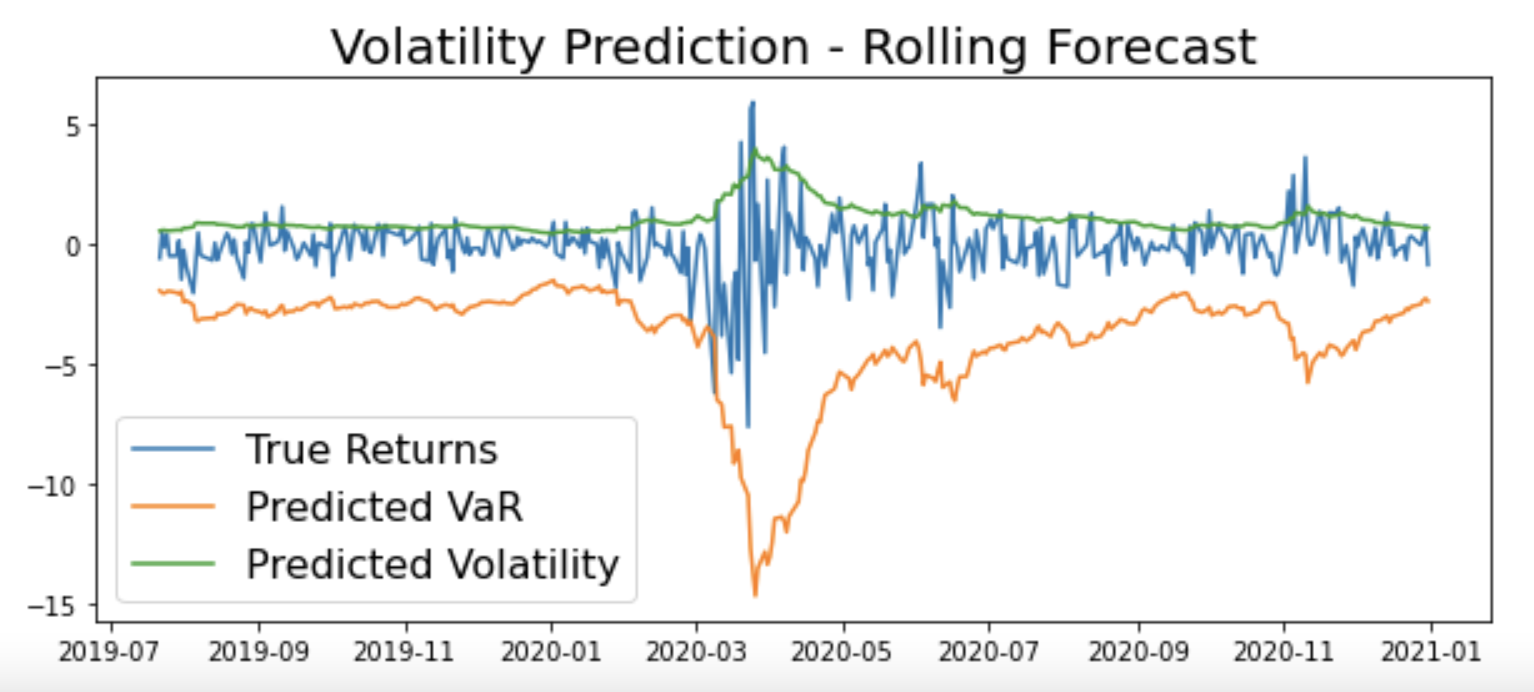 Volatility Prediction - Rolling Forecast
5
0
−5
−10
−15
True Returns
Predicted VaR
Predicted Volatility
2019-07 2019-09 2019-11 2020-01 2020-03 2020-05 2020-07 2020-09 2020-11 2021-01